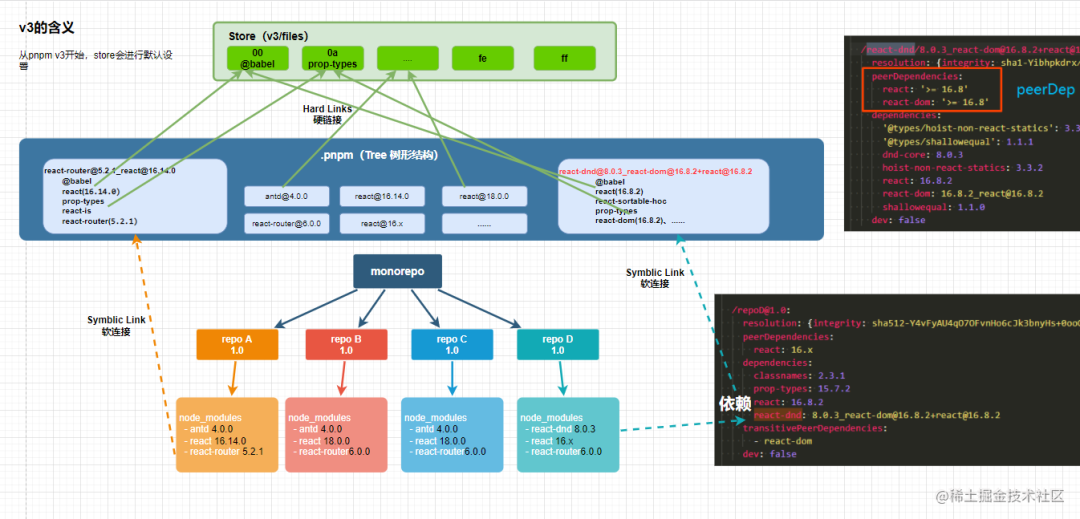 v3的含义
从pnpm v3开始，store会进行默认设
Store（v3/files）
00
@babel
0a
prop-types
....
fe
ff
Hard Links
硬链接
.pnpm（Tree 树形结构）
react-router@5.2.1_react@16.14.0
@babel
react(16.14.0)
prop-types
react-is
react-router(5.2.1)
antd@4.0.0
react@16.14.0
react@18.0.0
react-router@6.0.0
react@16.x
......
react-dnd@8.0.3_react-dom@16.8.2+react@16.8.2
@babel
react(16.8.2)
react-sortable-hoc
prop-types
react-dom(16.8.2)、......
monorepo
Symblic Link
软连接
Symblic Link
软连接
repo A
1.0
repo B
1.0
repo C
1.0
repo D
1.0
node_modules
- antd 4.0.0
- react 16.14.0
- react-router 5.2.1
node_modules
- antd 4.0.0
- react 18.0.0
- react-router6.0.0
node_modules
- antd 4.0.0
- react 18.0.0
- react-router6.0.0
node_modules
- react-dnd 8.0.3
- react 16.x
- react-router6.0.0
/react-dnd/8.0.3_react-dom@16.8.2+react@1
resolution: {integrity: sha1-Yibhpkdrx/
peerDependencies:
react: '>= 16.8'
react-dom: '>= 16.8'
peerDep
dependencies:
'@types/hoist-non-react-statics': 3.3
'@types/shallowequal': 1.1.1
dnd-core: 8.0.3
hoist-non-react-statics: 3.3.2
react: 16.8.2
react-dom: 16.8.2_react@16.8.2
shallowequal: 1.1.0
dev: false
/repoD@1.0:
resolution: {integrity: sha512-Y4vFyAU4qO7OFvnHo6cJk3bnyHs+0oo
peerDependencies:
react: 16.x
dependencies:
classnames: 2.3.1
prop-types: 15.7.2
react: 16.8.2
依赖
react-dnd: 8.0.3_react-dom@16.8.2+react@16.8.2
transitivePeerDependencies:
- react-dom
dev: false
@稀土掘金技术社区